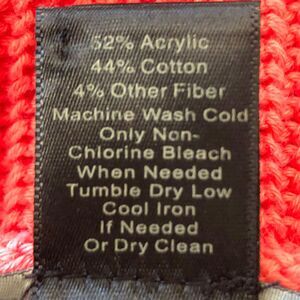 52% Acrylic
44% Cotton
4% Other Fiber
Machine Wash Cold
Only Non-
Chlorine Bleach
When Needed
Tumble Dry Low
Cool Iron
If Needed
Or Dry Clean